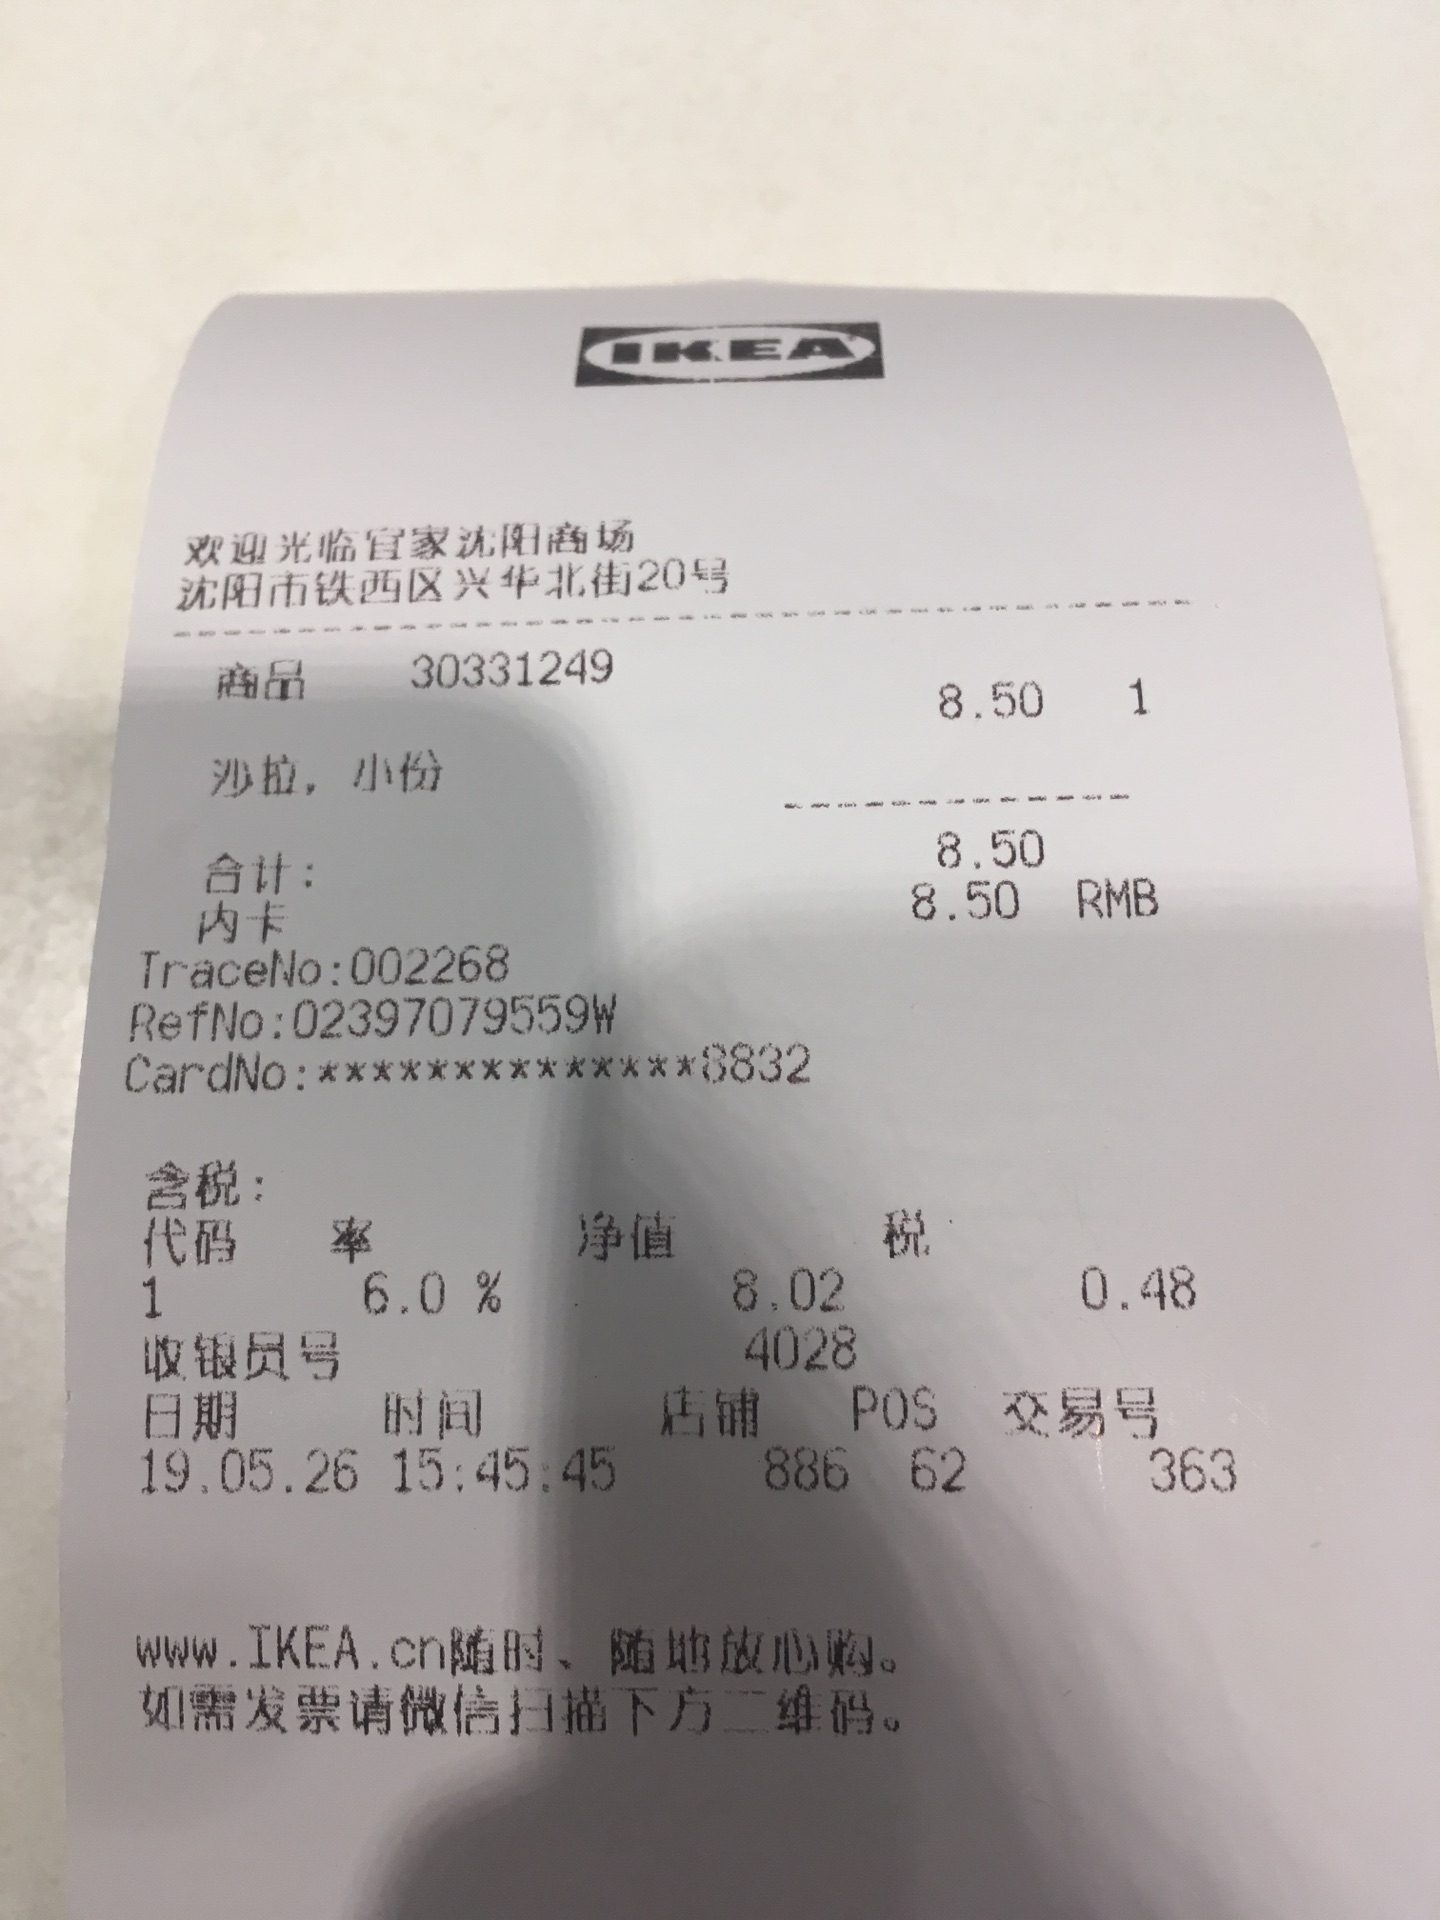 IKEA
欢迎光临宜家沈阳商场
沈阳市铁西区兴华北街20号
商品 30331249
8.50 1
沙拉，小份
8.50
合计：
8.50 RMB
内卡
TraceNo:002268
RefNo:02397079559W
CardNo:**************8832
含税：
代码 率 净值 税
1 6.0 % 8.02 0.48
收银员号 4028
日期 时间 店铺 POS 交易号
19.05.26 15:45:45 886 62 363
www.IKEA.cn随时、随地放心购。
如需发票请微信扫描下方二维码。